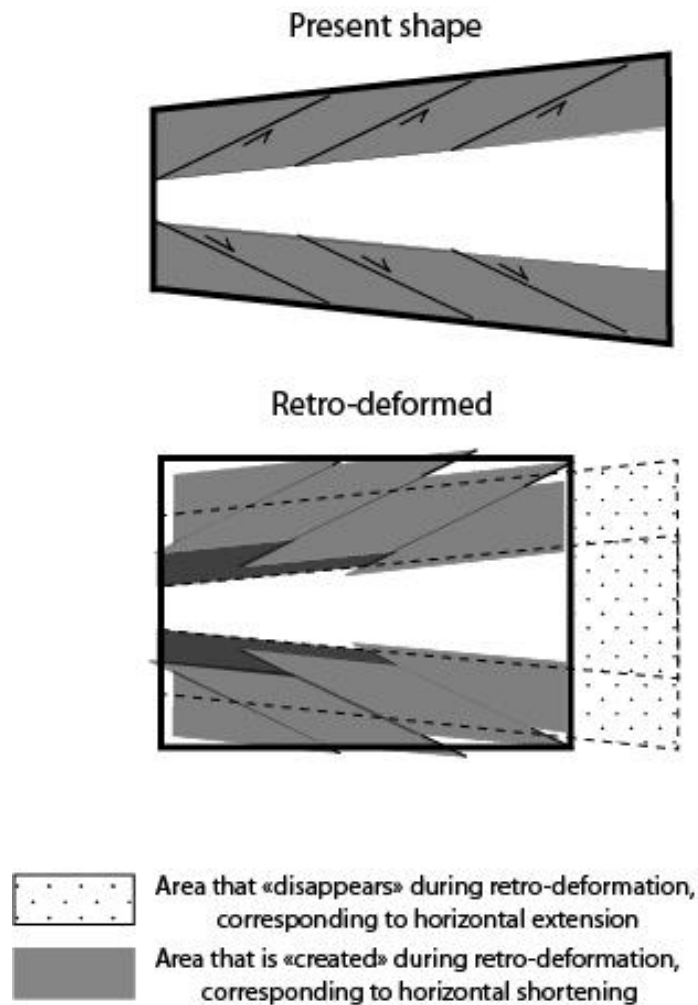 Present shape
Retro-deformed
Area that «disappears» during retro-deformation,
corresponding to horizontal extension
Area that is «created» during retro-deformation,
corresponding to horizontal shortening